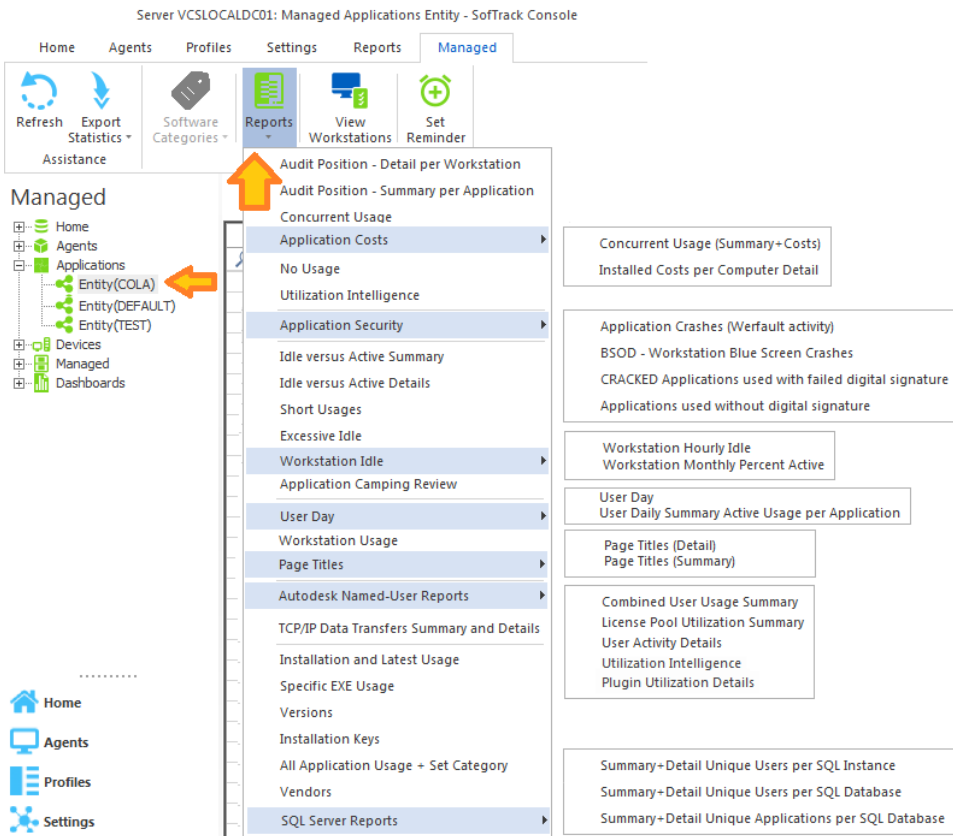 Server VCSLOCALDC01: Managed Applications Entity - SofTrack Console
Home Agents Profiles Settings Reports Managed
Refresh
Export Statistics
Software Categories
Reports
View Workstations
Set Reminder
Assistance
Managed
Home
Agents
Applications
Entity(COLA)
Entity(DEFAULT)
Entity(TEST)
Devices
Managed
Dashboards
Home
Agents
Profiles
Settings
Audit Position - Detail per Workstation
Audit Position - Summary per Application
Concurrent Usage
Application Costs
Concurrent Usage (Summary+Costs)
Installed Costs per Computer Detail
No Usage
Utilization Intelligence
Application Security
Application Crashes (Werfault activity)
BSOD - Workstation Blue Screen Crashes
CRACKED Applications used with failed digital signature
Applications used without digital signature
Idle versus Active Summary
Idle versus Active Details
Short Usages
Excessive Idle
Workstation Idle
Workstation Hourly Idle
Workstation Monthly Percent Active
Application Camping Review
User Day
User Day
User Daily Summary Active Usage per Application
Workstation Usage
Page Titles
Page Titles (Detail)
Page Titles (Summary)
Autodesk Named-User Reports
Combined User Usage Summary
License Pool Utilization Summary
User Activity Details
Utilization Intelligence
Plugin Utilization Details
TCP/IP Data Transfers Summary and Details
Installation and Latest Usage
Specific EXE Usage
Versions
Installation Keys
All Application Usage + Set Category
Vendors
SQL Server Reports
Summary+Detail Unique Users per SQL Instance
Summary+Detail Unique Users per SQL Database
Summary+Detail Unique Applications per SQL Database